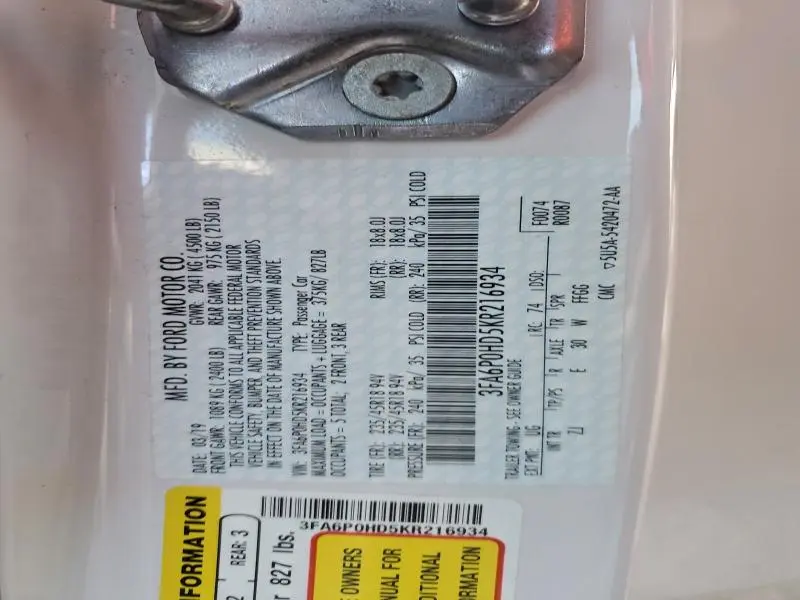 MFD. BY FORD MOTOR CO.
DATE: 03/19 GVWR: 2041 KG ( 4500 LB)
FRONT GAWR: 1089 KG ( 2400 LB) REAR GAWR: 975 KG ( 2150 LB)
THIS VEHICLE CONFORMS TO ALL APPLICABLE FEDERAL MOTOR
VEHICLE SAFETY, BUMPER, AND THEFT PREVENTION STANDARDS
IN EFFECT ON THE DATE OF MANUFACTURE SHOWN ABOVE.
VIN: 3FA6P0HD5KR216934 TYPE: Passenger Car
MAXIMUM LOAD = OCCUPANTS + LUGGAGE = 375KG/ 827LB
OCCUPANTS = 5 TOTAL: 2 FRONT, 3 REAR
TIRE (FR): 235/45R18 94V RIMS (FR): 18x8.0J
(RR): 235/45R18 94V (RR): 18x8.0J
PRESSURE (FR): 240 kPa/ 35 PSI COLD (RR): 240 kPa/ 35 PSI COLD
3FA6P0HD5KR216934
TRAILER TOWING - SEE OWNER GUIDE
EXT PNT: UG RC: 74 DSO: F0074
INT TR TP/PS R AXLE TR SPR R0087
ZJ E 30 W FFGG
CMC ▽5U5A-5420472-AA
INFORMATION
2 REAR: 3
r 827 lbs.
3FA6P0HD5KR216934
OWNERS
NUAL FOR
DITIONAL
ORMATION